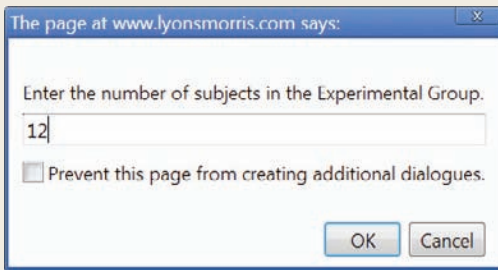 The page at www.lyonsmorris.com says:
Enter the number of subjects in the Experimental Group.
12
Prevent this page from creating additional dialogues.
OK Cancel